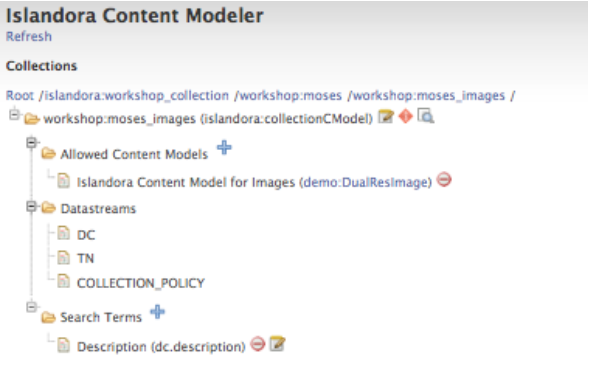 Islandora Content Modeler
Refresh
Collections
Root /islandora:workshop_collection /workshop:moses /workshop:moses_images /
workshop:moses_images (islandora:collectionCModel)
Allowed Content Models
Islandora Content Model for Images (demo:DualResImage)
Datastreams
DC
TN
COLLECTION_POLICY
Search Terms
Description (dc.description)